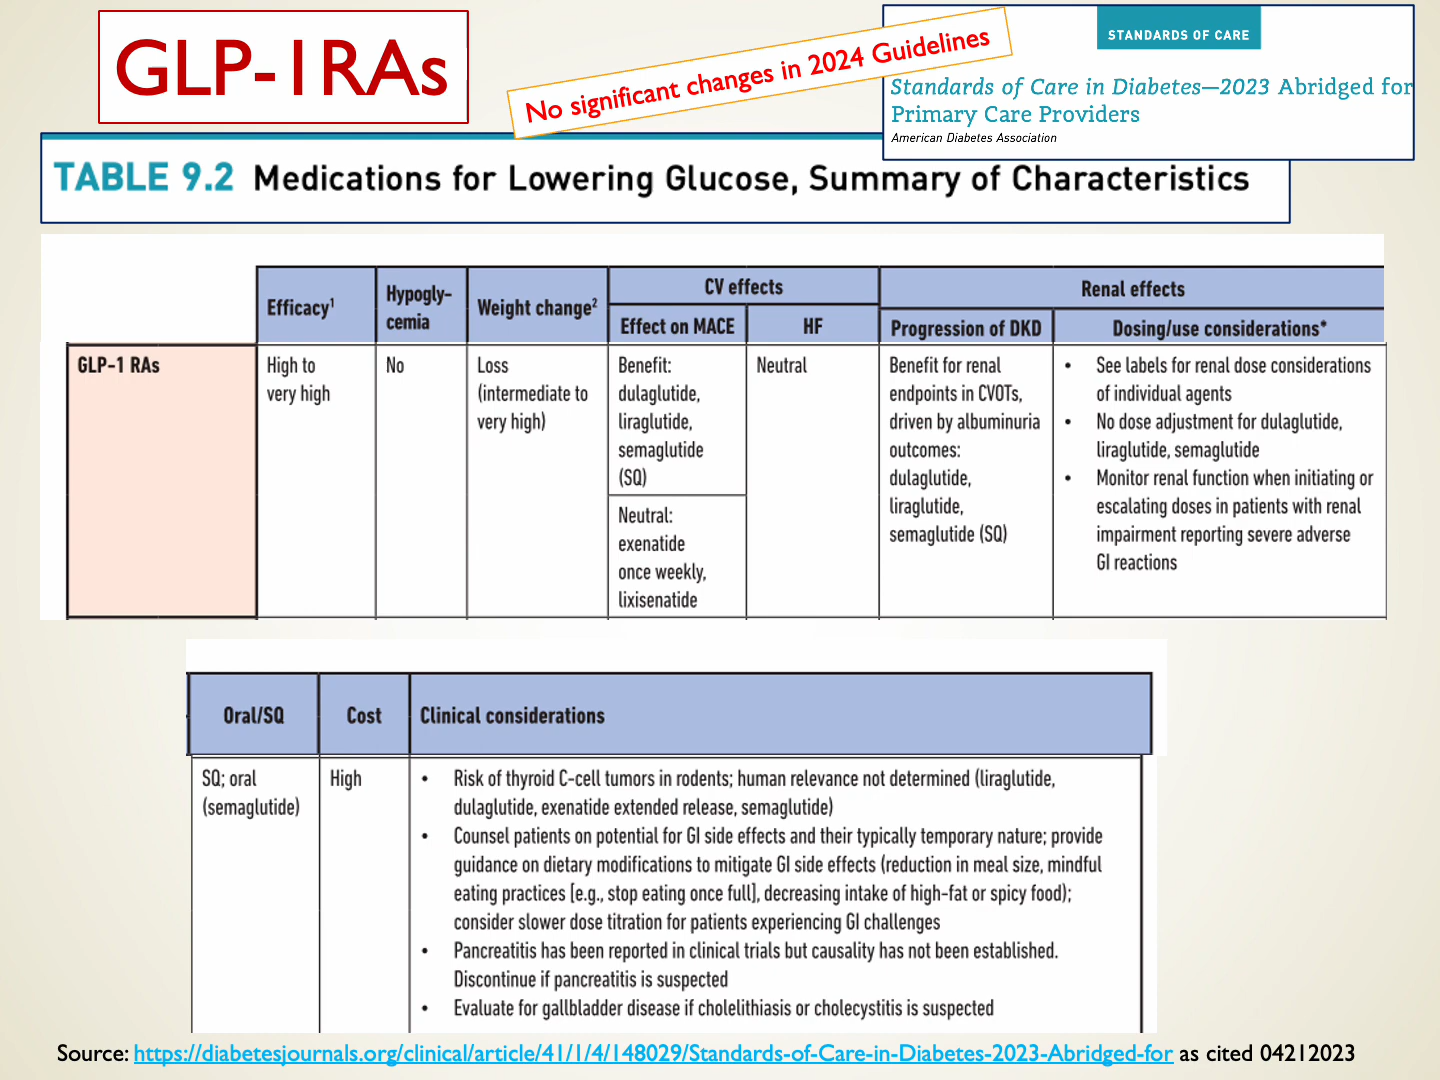 GLP-1RAs
No significant changes in 2024 Guidelines
STANDARDS OF CARE
Standards of Care in Diabetes—2023 Abridged for
Primary Care Providers
American Diabetes Association
TABLE 9.2 Medications for Lowering Glucose, Summary of Characteristics
Efficacy¹
Hypogly-
cemia
Weight change²
CV effects
Effect on MACE
HF
Renal effects
Progression of DKD
Dosing/use considerations*
GLP-1 RAs
High to
very high
No
Loss
(intermediate to
very high)
Benefit:
dulaglutide,
liraglutide,
semaglutide
(SQ)
Neutral:
exenatide
once weekly,
lixisenatide
Neutral
Benefit for renal
endpoints in CVOTs,
driven by albuminuria
outcomes:
dulaglutide,
liraglutide,
semaglutide (SQ)
• See labels for renal dose considerations
of individual agents
• No dose adjustment for dulaglutide,
liraglutide, semaglutide
• Monitor renal function when initiating or
escalating doses in patients with renal
impairment reporting severe adverse
GI reactions
Oral/SQ
Cost
Clinical considerations
SQ; oral
(semaglutide)
High
• Risk of thyroid C-cell tumors in rodents; human relevance not determined (liraglutide,
dulaglutide, exenatide extended release, semaglutide)
• Counsel patients on potential for GI side effects and their typically temporary nature; provide
guidance on dietary modifications to mitigate GI side effects (reduction in meal size, mindful
eating practices [e.g., stop eating once full], decreasing intake of high-fat or spicy food);
consider slower dose titration for patients experiencing GI challenges
• Pancreatitis has been reported in clinical trials but causality has not been established.
Discontinue if pancreatitis is suspected
• Evaluate for gallbladder disease if cholelithiasis or cholecystitis is suspected
Source: https://diabetesjournals.org/clinical/article/41/1/4/148029/Standards-of-Care-in-Diabetes-2023-Abridged-for as cited 04212023